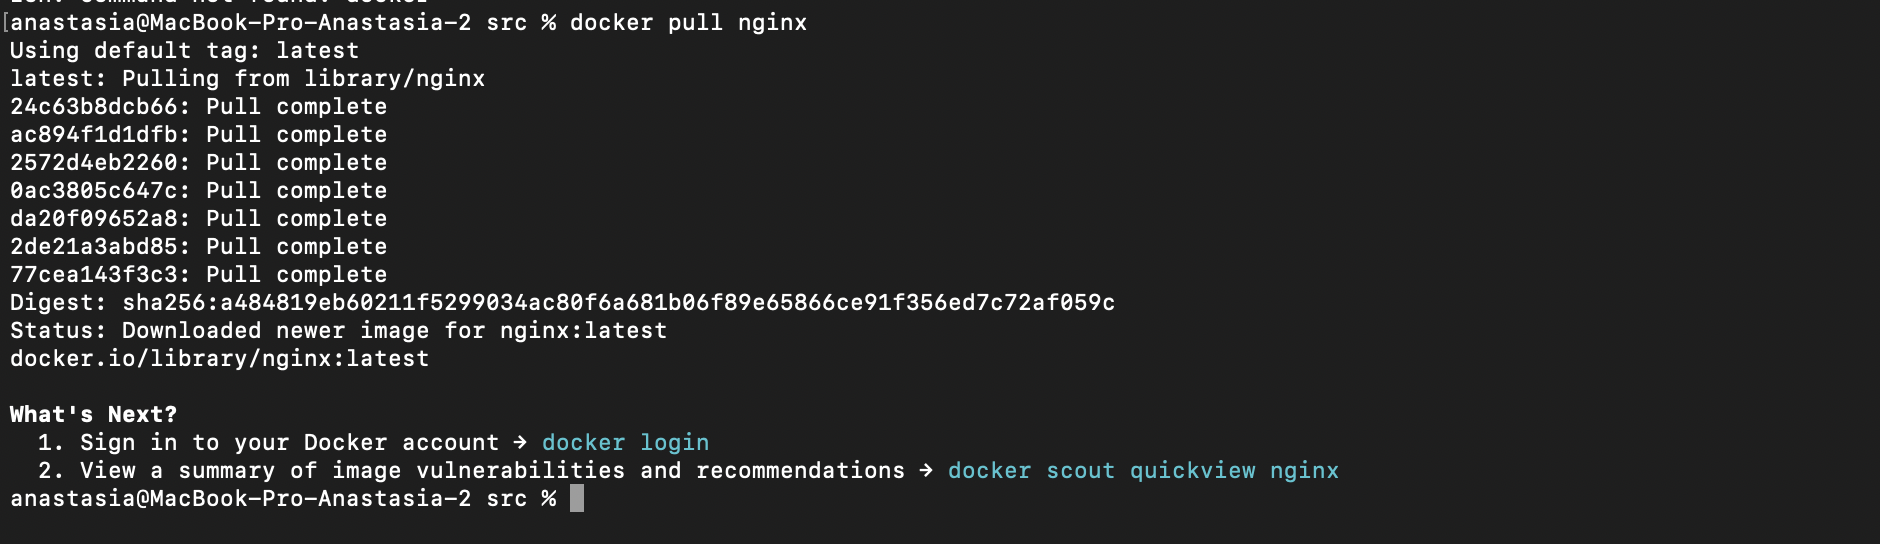 anastasia@MacBook-Pro-Anastasia-2 src % docker pull nginx
Using default tag: latest
latest: Pulling from library/nginx
24c63b8dcb66: Pull complete
ac894f1d1dfb: Pull complete
2572d4eb2260: Pull complete
0ac3805c647c: Pull complete
da20f09652a8: Pull complete
2de21a3abd85: Pull complete
77cea143f3c3: Pull complete
Digest: sha256:a484819eb60211f5299034ac80f6a681b06f89e65866ce91f356ed7c72af059c
Status: Downloaded newer image for nginx:latest
docker.io/library/nginx:latest
What's Next?
1. Sign in to your Docker account → docker login
2. View a summary of image vulnerabilities and recommendations → docker scout quickview nginx
anastasia@MacBook-Pro-Anastasia-2 src %